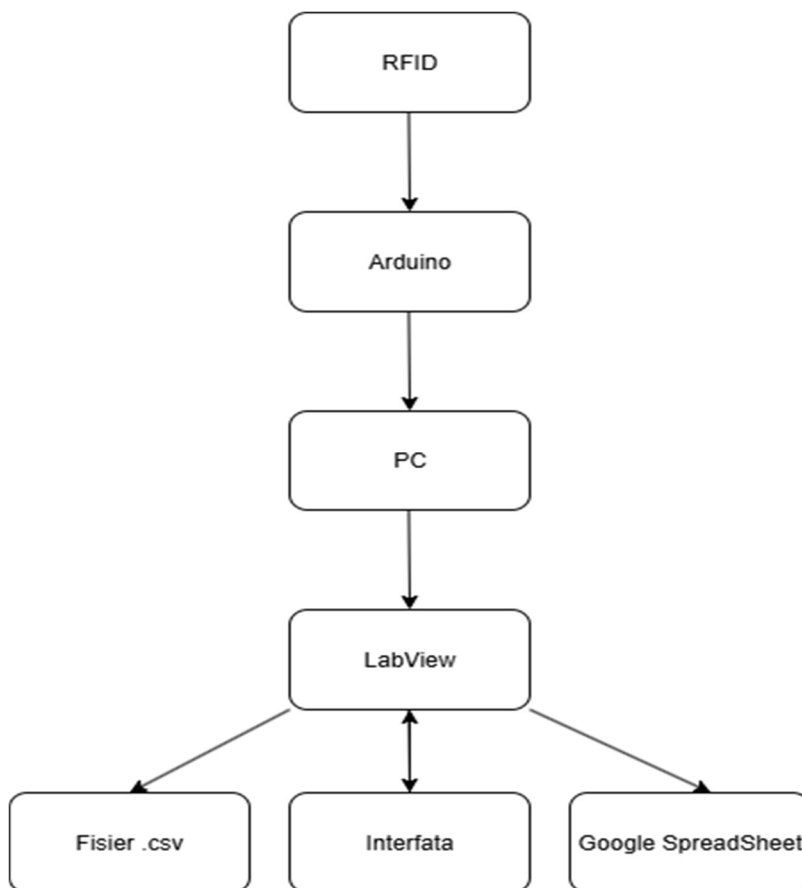 RFID
Arduino
PC
LabView
Fisier .csv
Interfata
Google SpreadSheet